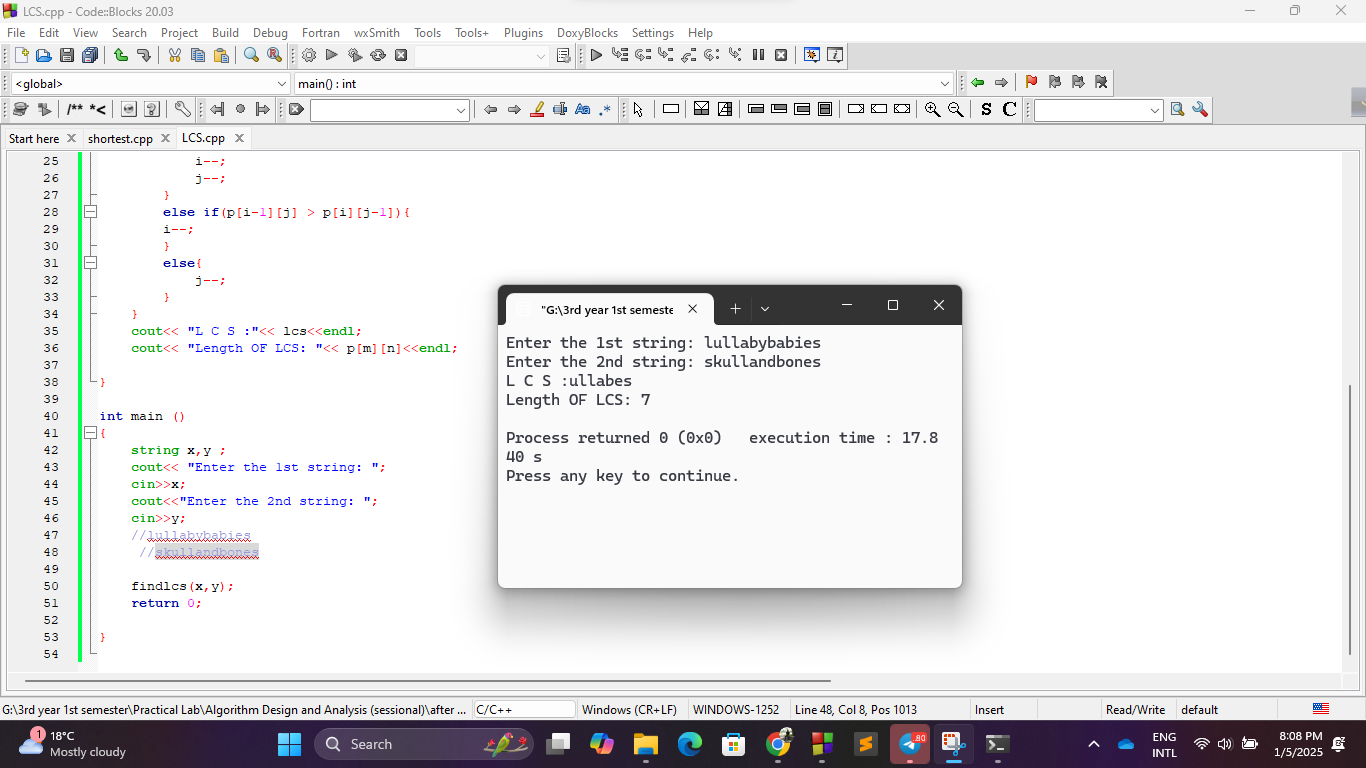 LCS.cpp - Code::Blocks 20.03
File Edit View Search Project Build Debug Fortran wxSmith Tools Tools+ Plugins DoxyBlocks Settings Help
<global> main() : int
/** *< Aa .* S C
Start here shortest.cpp LCS.cpp
25 i--;
26 j--;
27 }
28 else if(p[i-1][j] > p[i][j-1]){
29 i--;
30 }
31 else{
32 j--;
33 }
34 }
35 cout<< "L C S :"<< lcs<<endl;
36 cout<< "Length OF LCS: "<< p[m][n]<<endl;
37
38 }
39
40 int main ()
41 {
42 string x,y ;
43 cout<< "Enter the 1st string: ";
44 cin>>x;
45 cout<<"Enter the 2nd string: ";
46 cin>>y;
47 //lullabybabies
48 //skullandbones
49
50 findlcs(x,y);
51 return 0;
52
53 }
54
"G:\3rd year 1st semeste
Enter the 1st string: lullabybabies
Enter the 2nd string: skullandbones
L C S :ullabes
Length OF LCS: 7
Process returned 0 (0x0) execution time : 17.8
40 s
Press any key to continue.
G:\3rd year 1st semester\Practical Lab\Algorithm Design and Analysis (sessional)\after ... C/C++ Windows (CR+LF) WINDOWS-1252 Line 48, Col 8, Pos 1013 Insert Read/Write default
1 18°C
Mostly cloudy
Search
80
ENG
INTL
8:08 PM
1/5/2025